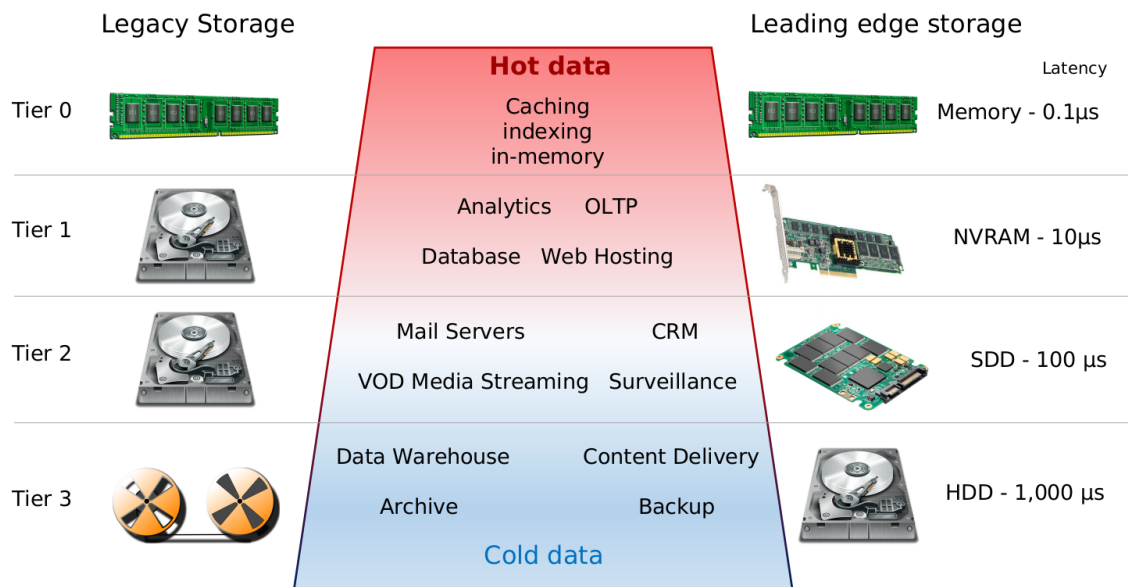 Legacy Storage
Leading edge storage
Hot data
Latency
Tier 0
Caching
indexing
in-memory
Memory - 0.1µs
Tier 1
Analytics OLTP
Database Web Hosting
NVRAM - 10µs
Tier 2
Mail Servers CRM
VOD Media Streaming Surveillance
SDD - 100 µs
Tier 3
Data Warehouse Content Delivery
Archive Backup
HDD - 1,000 µs
Cold data